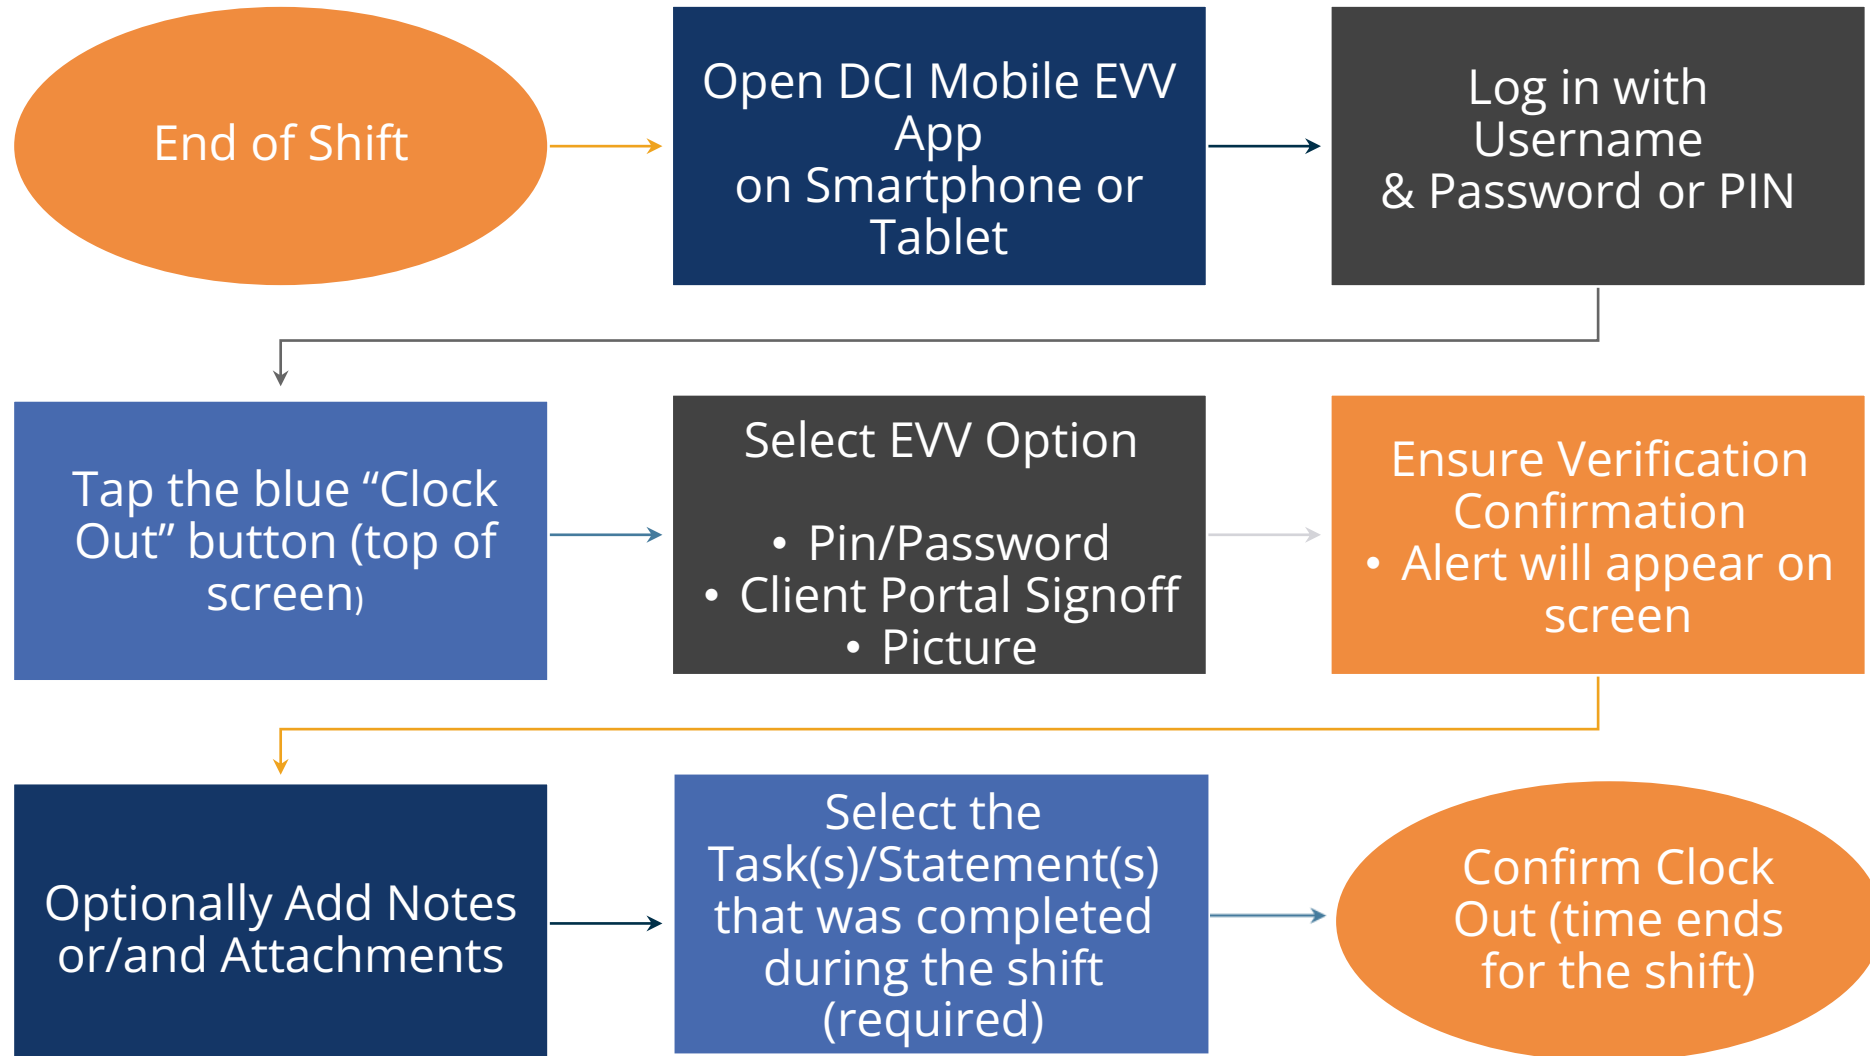 End of Shift
Open DCI Mobile EVV
App
on Smartphone or
Tablet
Log in with
Username
& Password or PIN
Tap the blue “Clock
Out” button (top of
screen)
Select EVV Option
• Pin/Password
• Client Portal Signoff
• Picture
Ensure Verification
Confirmation
• Alert will appear on
screen
Optionally Add Notes
or/and Attachments
Select the
Task(s)/Statement(s)
that was completed
during the shift
(required)
Confirm Clock
Out (time ends
for the shift)